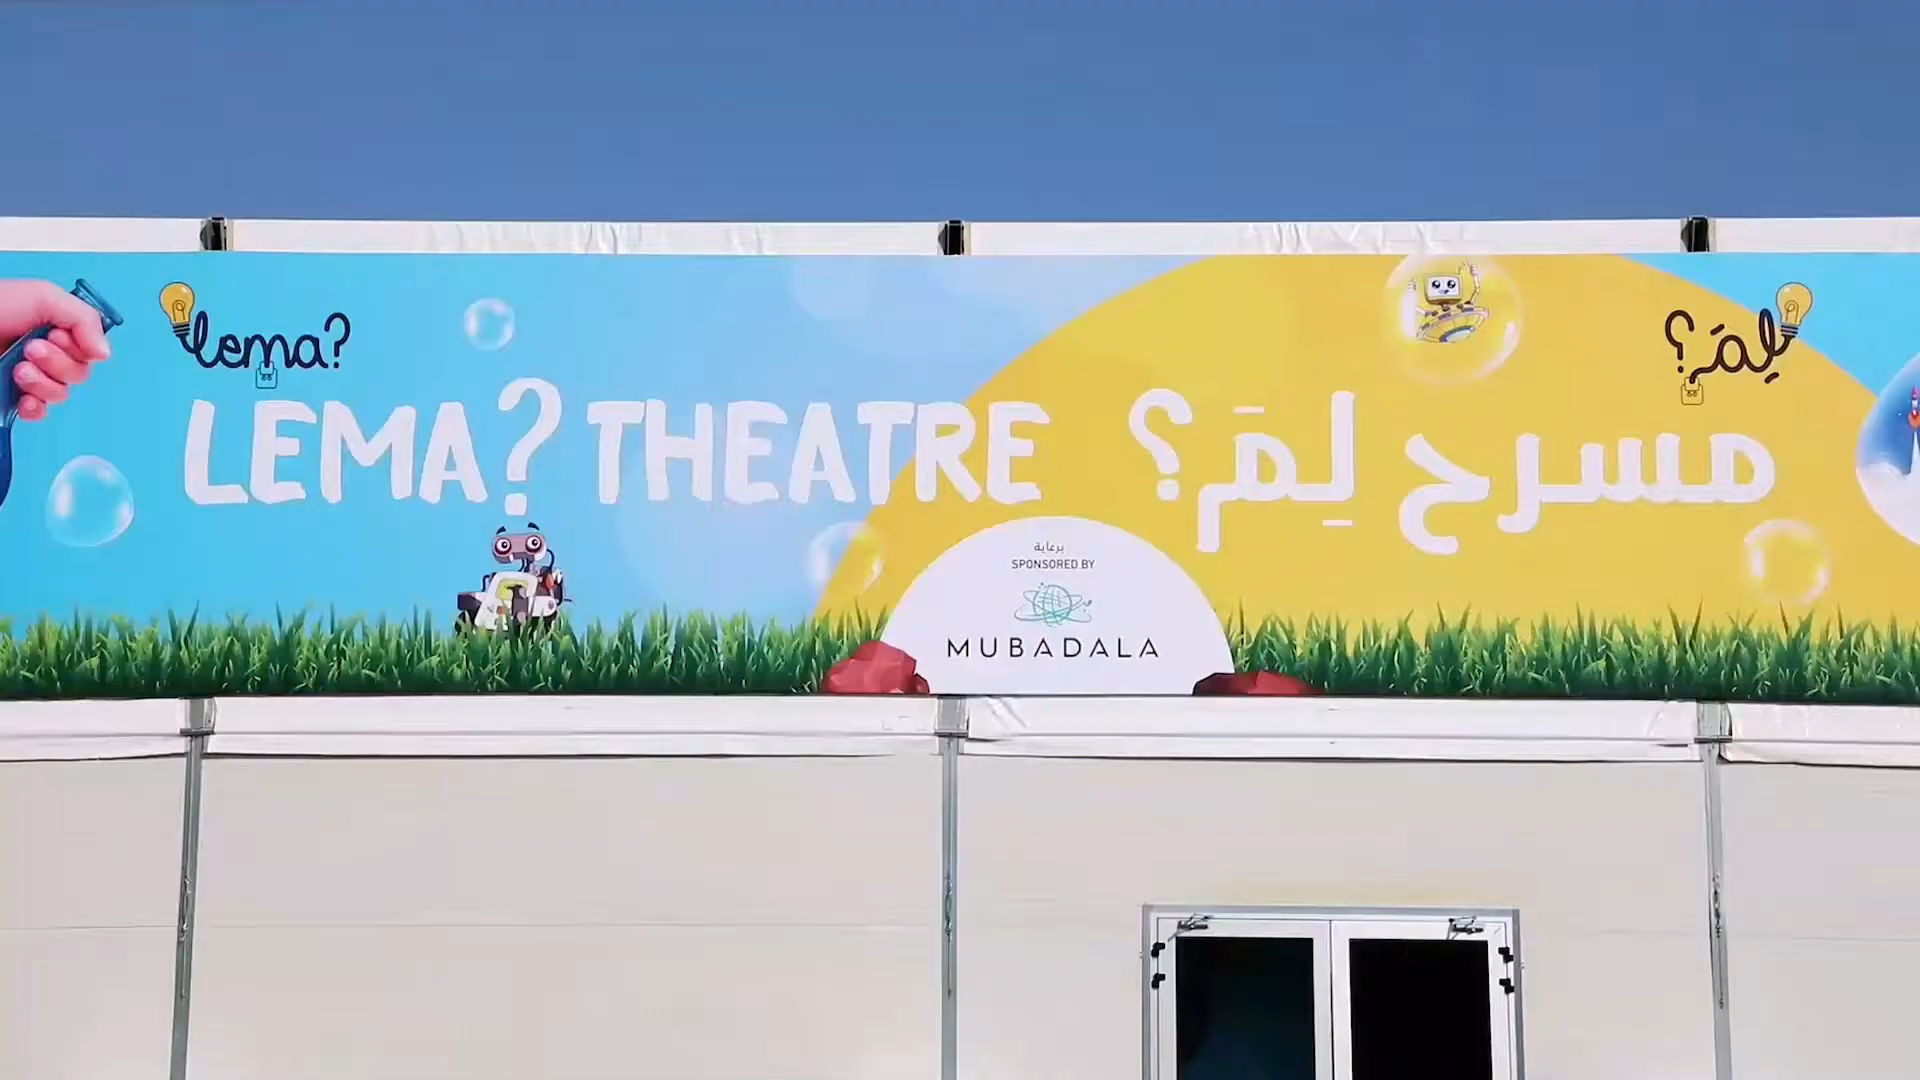 lema?
لِمَ؟
LEMA? THEATRE
مسرح لِمَ؟
برعاية
SPONSORED BY
MUBADALA